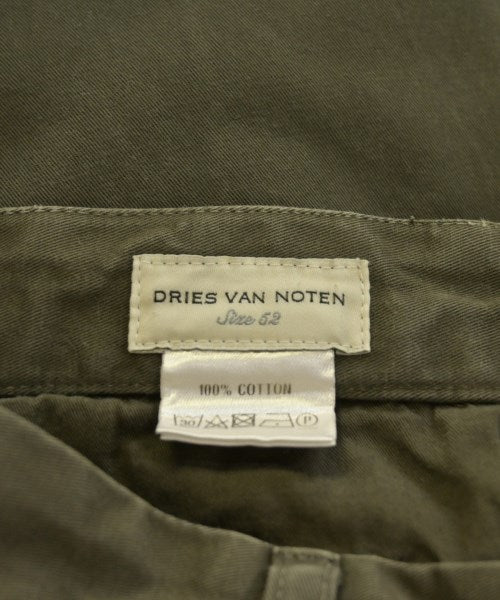 DRIES VAN NOTEN
Size 52
100% COTTON
30 P